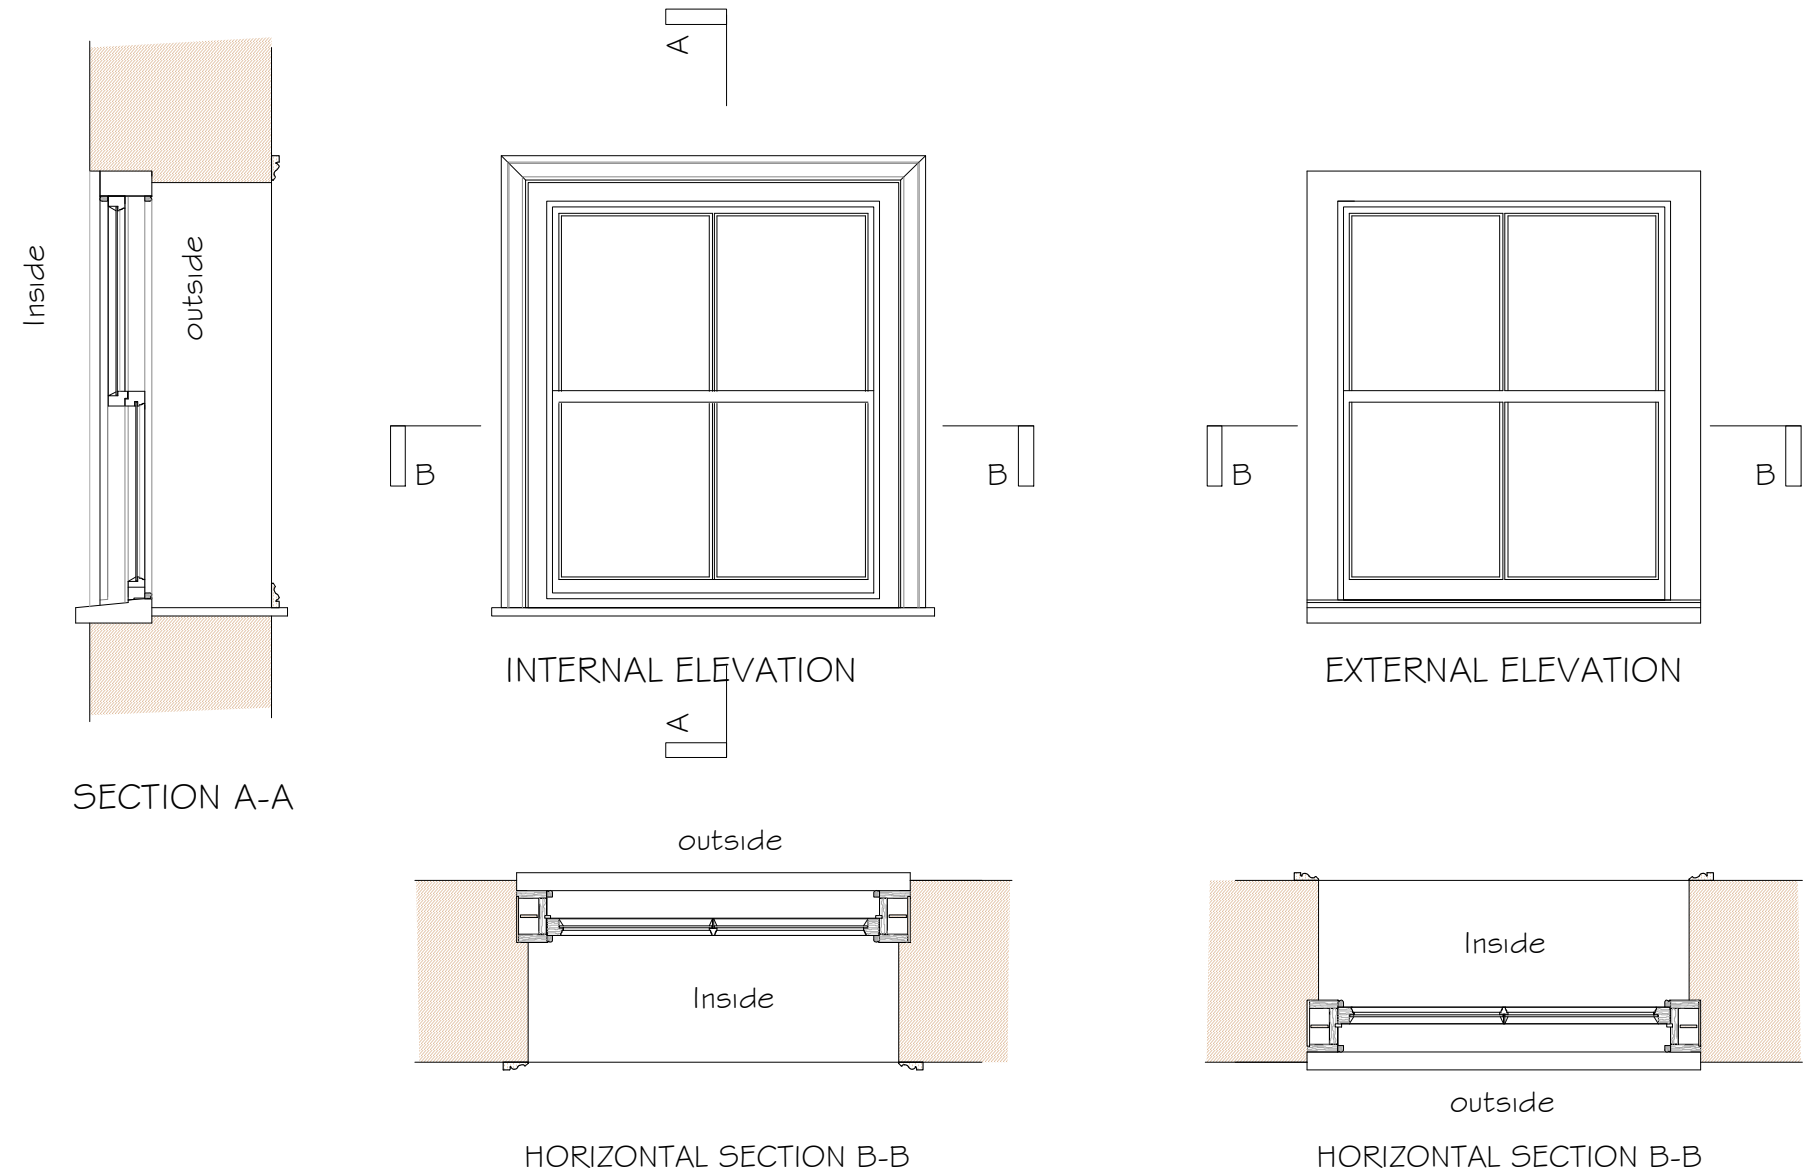 A
Inside
outside
B
B
B
B
INTERNAL ELEVATION
EXTERNAL ELEVATION
A
SECTION A-A
outside
Inside
Inside
outside
HORIZONTAL SECTION B-B
HORIZONTAL SECTION B-B